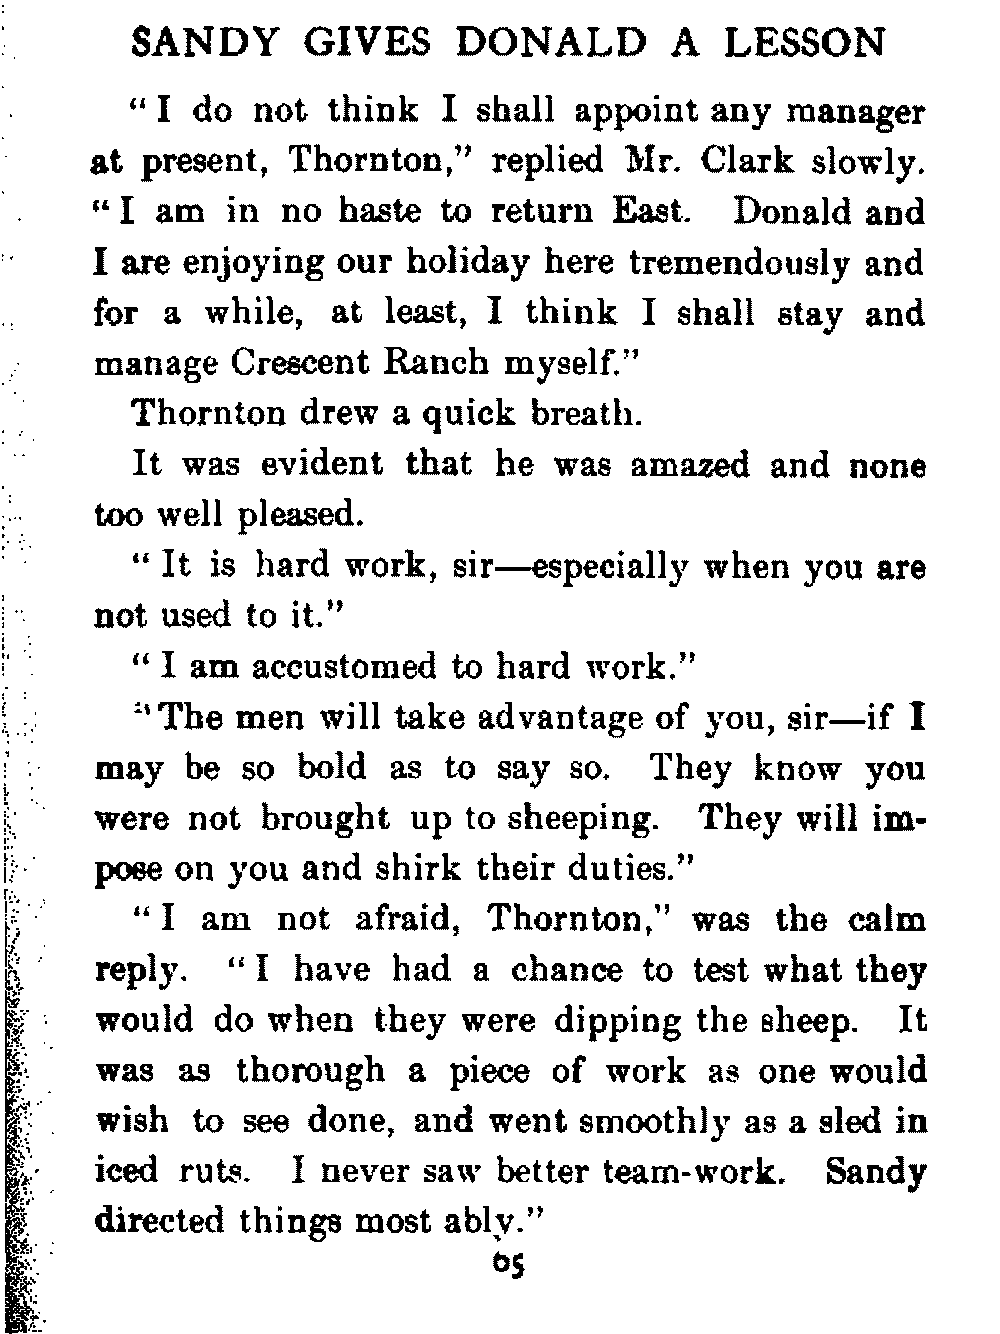 SANDY GIVES DONALD A LESSON
“I do not think I shall appoint any manager
at present, Thornton,” replied Mr. Clark slowly.
“I am in no haste to return East. Donald and
I are enjoying our holiday here tremendously and
for a while, at least, I think I shall stay and
manage Crescent Ranch myself.”
Thornton drew a quick breath.
It was evident that he was amazed and none
too well pleased.
“It is hard work, sir—especially when you are
not used to it.”
“I am accustomed to hard work.”
“The men will take advantage of you, sir—if I
may be so bold as to say so. They know you
were not brought up to sheeping. They will im-
pose on you and shirk their duties.”
“I am not afraid, Thornton,” was the calm
reply. “I have had a chance to test what they
would do when they were dipping the sheep. It
was as thorough a piece of work as one would
wish to see done, and went smoothly as a sled in
iced ruts. I never saw better team-work. Sandy
directed things most ably.”
65